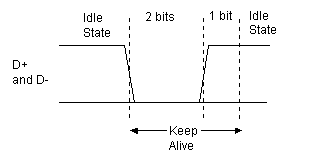 Idle
State
2 bits
1 bit
Idle
State
D+
and D-
Keep
Alive